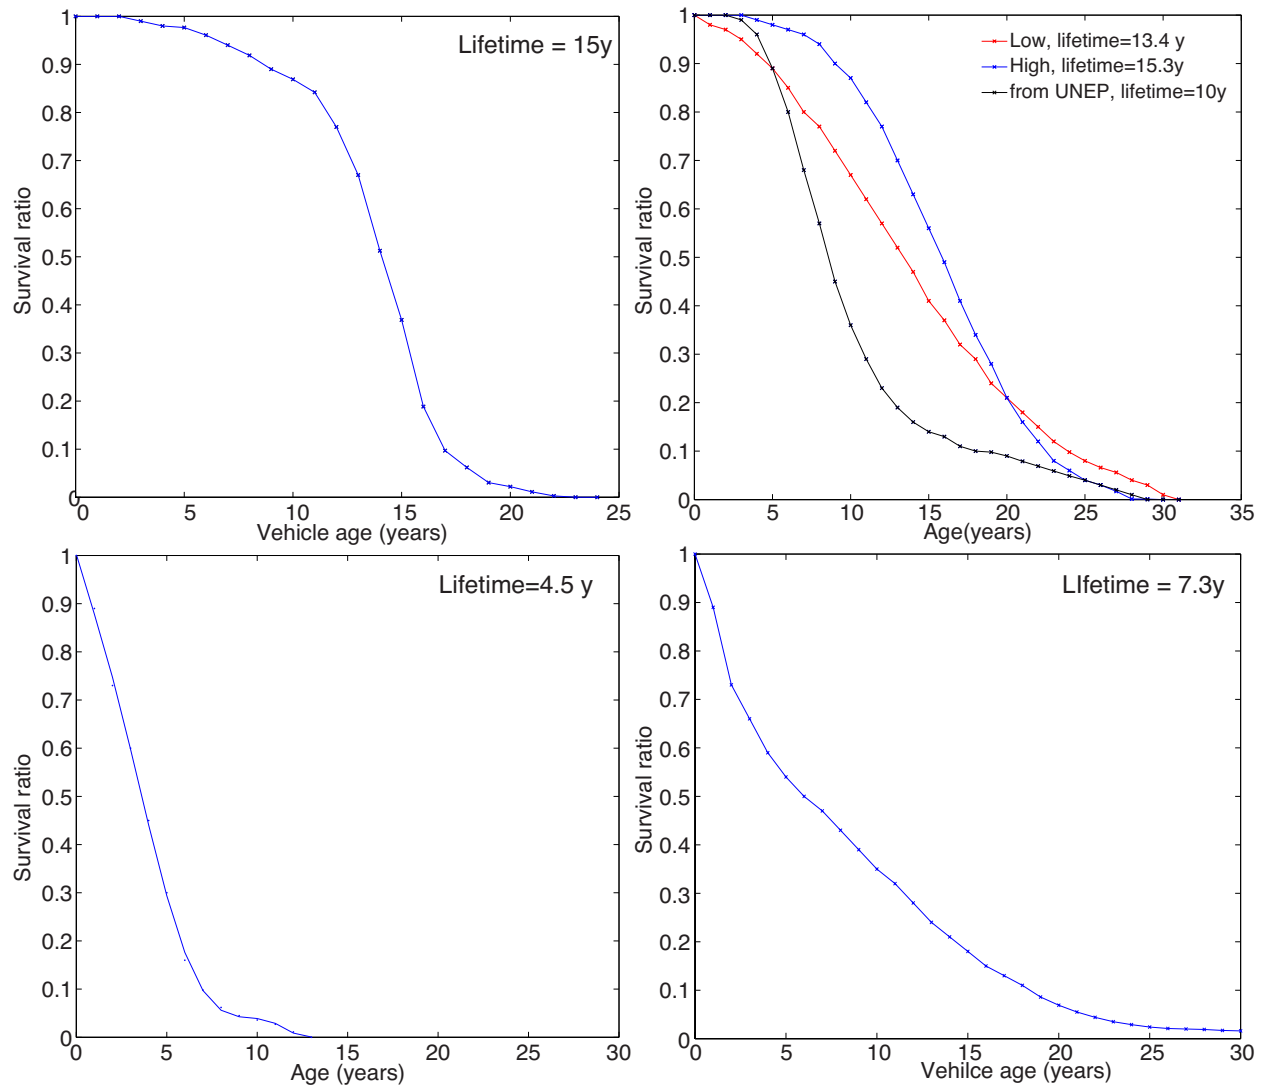 Lifetime = 15y
Survival ratio
1
0.9
0.8
0.7
0.6
0.5
0.4
0.3
0.2
0.1
0
0 5 10 15 20 25
Vehicle age (years)
Low, lifetime=13.4 y
High, lifetime=15.3y
from UNEP, lifetime=10y
Survival ratio
1
0.9
0.8
0.7
0.6
0.5
0.4
0.3
0.2
0.1
0
0 5 10 15 20 25 30 35
Age(years)
Lifetime=4.5 y
Survival ratio
1
0.9
0.8
0.7
0.6
0.5
0.4
0.3
0.2
0.1
0
0 5 10 15 20 25 30
Age (years)
LIfetime = 7.3y
Survival ratio
1
0.9
0.8
0.7
0.6
0.5
0.4
0.3
0.2
0.1
0
0 5 10 15 20 25 30
Vehilce age (years)